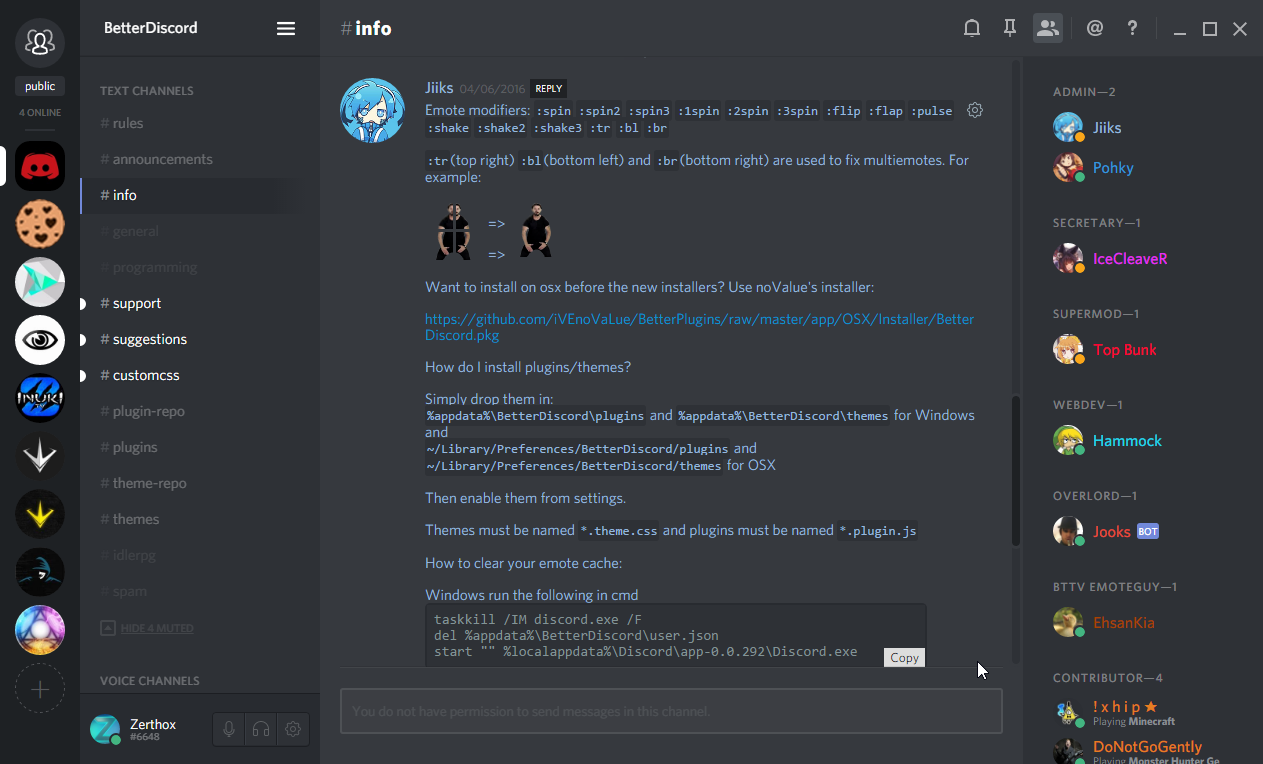 public
4 ONLINE
INUKI
BetterDiscord
TEXT CHANNELS
# rules
# announcements
# info
# general
# programming
# support
# suggestions
# customcss
# plugin-repo
# plugins
# theme-repo
# themes
# idlerpg
# spam
HIDE 4 MUTED
VOICE CHANNELS
Zerthox
#6648
# info
Jiiks 04/06/2016 REPLY
Emote modifiers: :spin :spin2 :spin3 :1spin :2spin :3spin :flip :flap :pulse
:shake :shake2 :shake3 :tr :bl :br
:tr(top right) :bl(bottom left) and :br(bottom right) are used to fix multiemotes. For
example:
=>
=>
Want to install on osx before the new installers? Use noValue's installer:
https://github.com/iVEnoVaLue/BetterPlugins/raw/master/app/OSX/Installer/Better
Discord.pkg
How do I install plugins/themes?
Simply drop them in:
%appdata%\BetterDiscord\plugins and %appdata%\BetterDiscord\themes for Windows
and
~/Library/Preferences/BetterDiscord/plugins and
~/Library/Preferences/BetterDiscord/themes for OSX
Then enable them from settings.
Themes must be named *.theme.css and plugins must be named *.plugin.js
How to clear your emote cache:
Windows run the following in cmd
taskkill /IM discord.exe /F
del %appdata%\BetterDiscord\user.json
start "" %localappdata%\Discord\app-0.0.292\Discord.exe
Copy
You do not have permission to send messages in this channel.
@ ?
ADMIN—2
Jiiks
Pohky
SECRETARY—1
IceCleaveR
SUPERMOD—1
Top Bunk
WEBDEV—1
Hammock
OVERLORD—1
Jooks BOT
BTTV EMOTEGUY—1
EhsanKia
CONTRIBUTOR—4
! x h i p ★
Playing Minecraft
DoNotGoGently
Playing Monster Hunter Ge